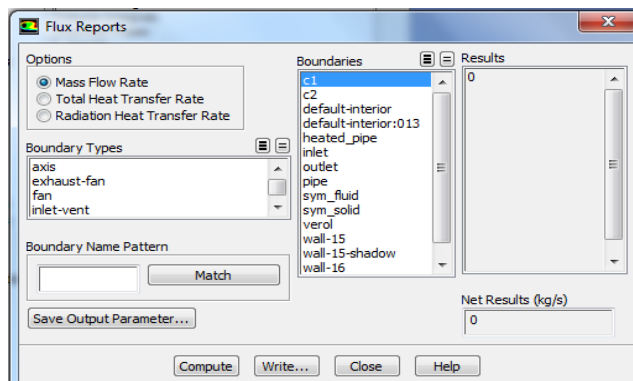 Flux Reports
Options
Mass Flow Rate
Total Heat Transfer Rate
Radiation Heat Transfer Rate
Boundary Types
axis
exhaust-fan
fan
inlet-vent
Boundary Name Pattern
Match
Save Output Parameter...
Boundaries
c1
c2
default-interior
default-interior:013
heated_pipe
inlet
outlet
pipe
sym_fluid
sym_solid
verol
wall-15
wall-15-shadow
wall-16
Results
0
Net Results (kg/s)
0
Compute
Write...
Close
Help